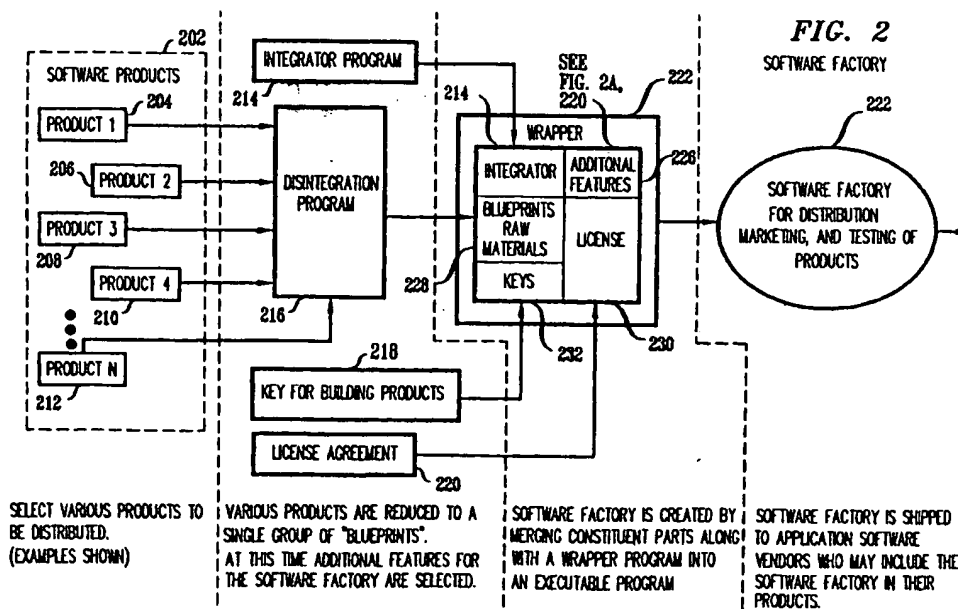 FIG. 2
SOFTWARE FACTORY
202
SOFTWARE PRODUCTS
204
PRODUCT 1
206
PRODUCT 2
PRODUCT 3
208
PRODUCT 4
210
PRODUCT N
212
INTEGRATOR PROGRAM
214
DISINTEGRATION
PROGRAM
216
218
KEY FOR BUILDING PRODUCTS
LICENSE AGREEMENT
220
SEE
FIG. 2A,
220
222
214
WRAPPER
INTEGRATOR
ADDITONAL
FEATURES
226
BLUEPRINTS
RAW
MATERIALS
LICENSE
228
KEYS
232
230
222
SOFTWARE FACTORY
FOR DISTRIBUTION
MARKETING, AND TESTING OF
PRODUCTS
SELECT VARIOUS PRODUCTS TO
BE DISTRIBUTED.
(EXAMPLES SHOWN)
VARIOUS PRODUCTS ARE REDUCED TO A
SINGLE GROUP OF "BLUEPRINTS".
AT THIS TIME ADDITIONAL FEATURES FOR
THE SOFTWARE FACTORY ARE SELECTED.
SOFTWARE FACTORY IS CREATED BY
MERGING CONSTITUENT PARTS ALONG
WITH A WRAPPER PROGRAM INTO
AN EXECUTABLE PROGRAM
SOFTWARE FACTORY IS SHIPPED
TO APPLICATION SOFTWARE
VENDORS WHO MAY INCLUDE THE
SOFTWARE FACTORY IN THEIR
PRODUCTS.